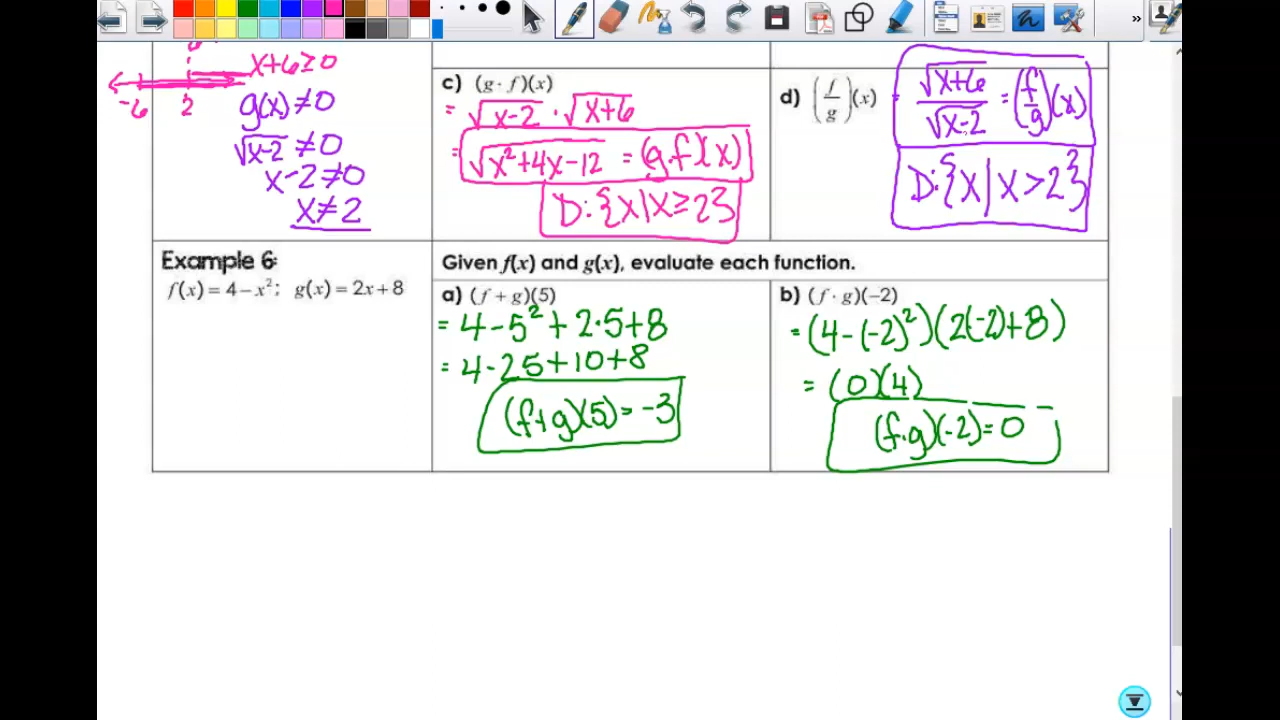 x+6≥0
-6 2
g(x)≠0
√x-2 ≠0
x-2≠0
x≠2
c) (g · f)(x)
= √x-2 · √x+6
= √x²+4x-12 = (g·f)(x)
D:{x|x≥2}
d) (f/g)(x) = √x+6/√x-2 = (f/g)(x)
D:{x|x>2}
Example 6:
f(x) = 4 – x²; g(x) = 2x + 8
Given f(x) and g(x), evaluate each function.
a) (f + g)(5)
= 4-5²+2·5+8
= 4-25+10+8
(f+g)(5)=-3
b) (f · g)(–2)
= (4-(-2)²)(2(-2)+8)
= (0)(4)
(f·g)(-2)=0